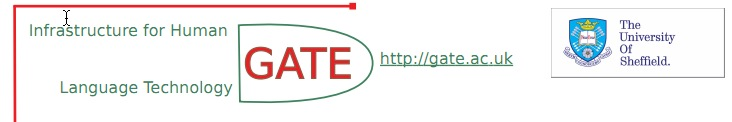 Infrastructure for Human
Language Technology
GATE
http://gate.ac.uk
The
University
Of
Sheffield.